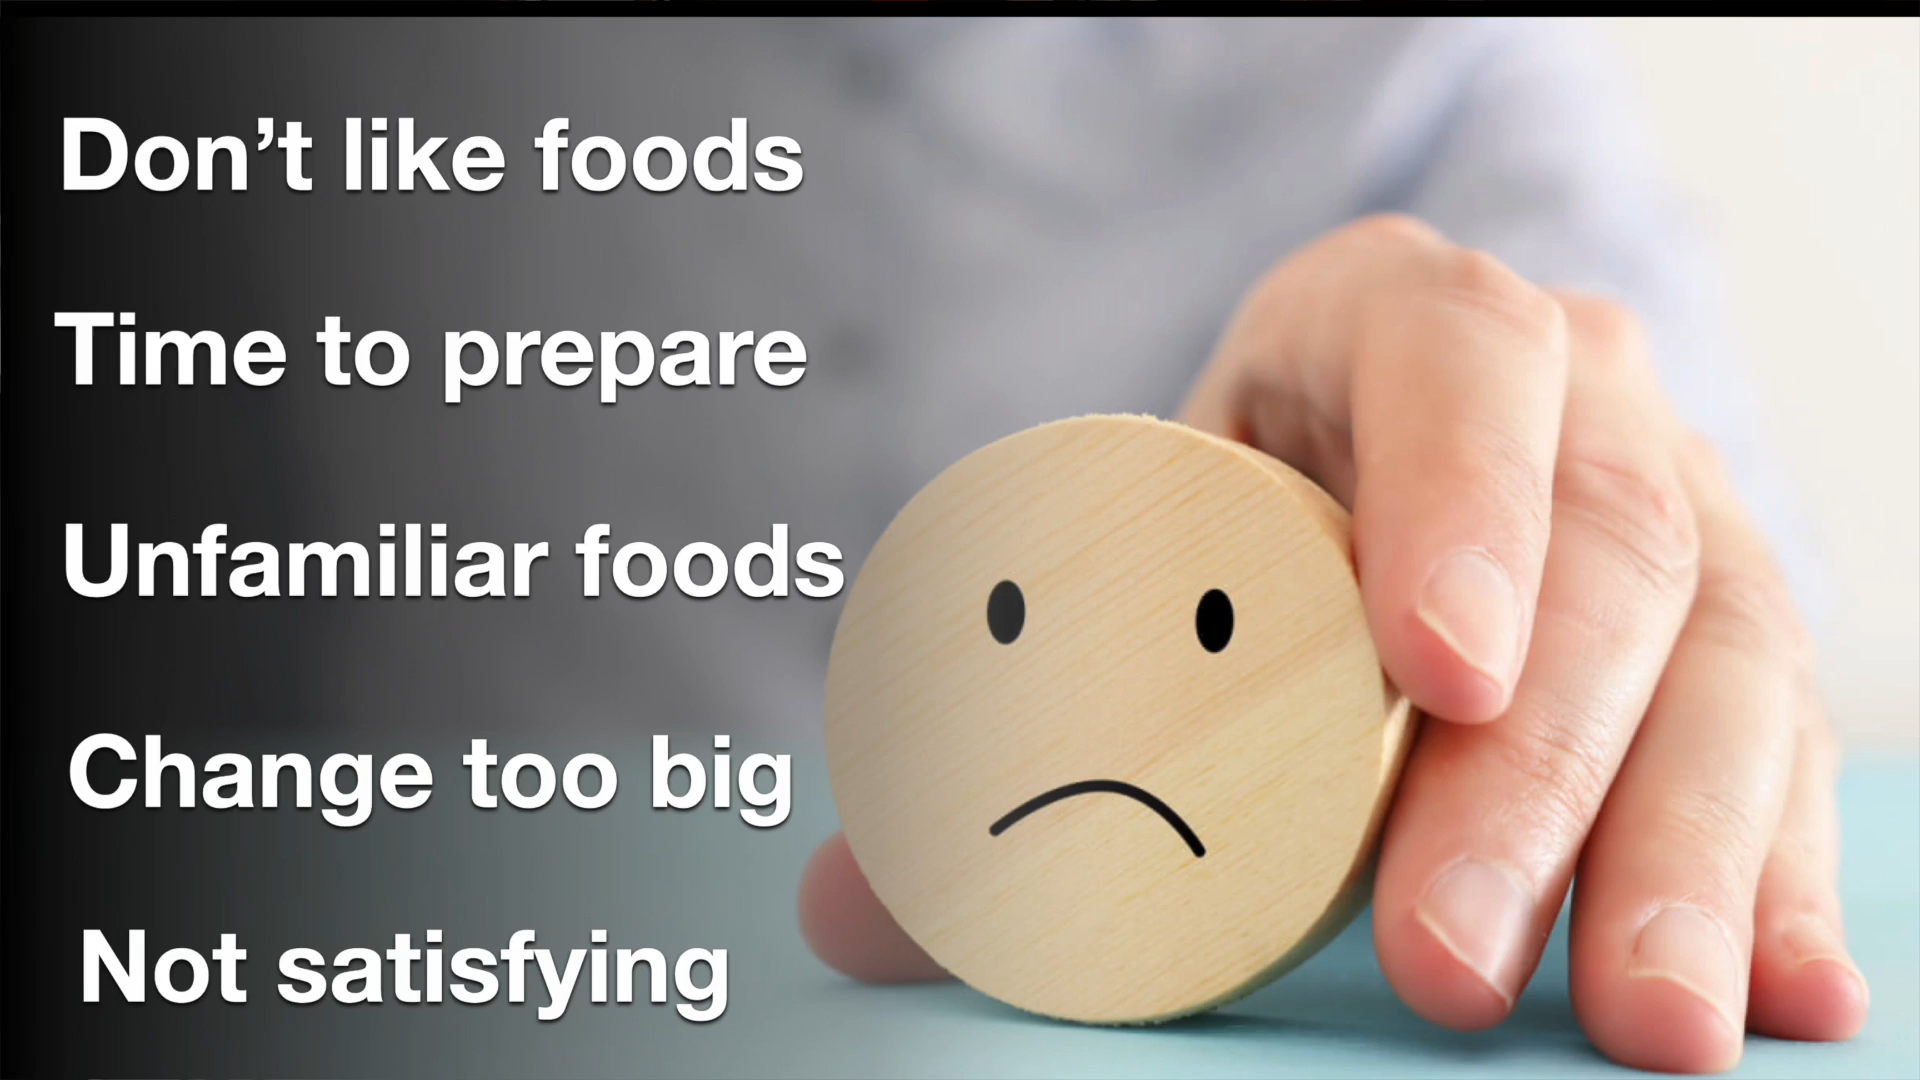 Don’t like foods
Time to prepare
Unfamiliar foods
Change too big
Not satisfying